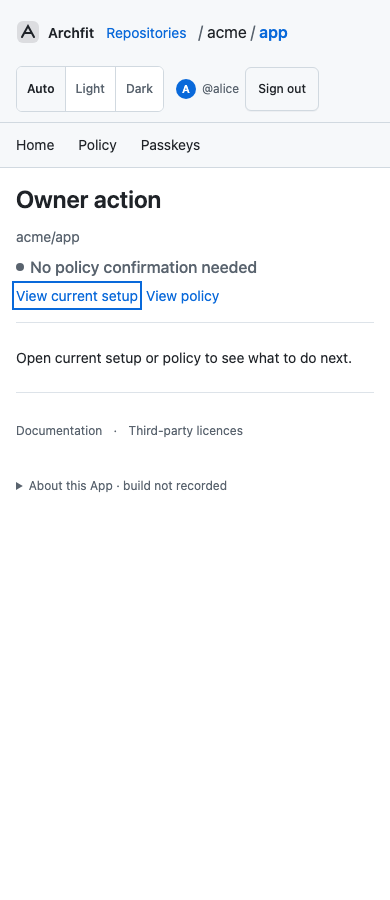 Archfit Repositories / acme / app
Auto Light Dark A @alice Sign out
Home Policy Passkeys
Owner action
acme/app
No policy confirmation needed
View current setup View policy
Open current setup or policy to see what to do next.
Documentation · Third-party licences
About this App · build not recorded